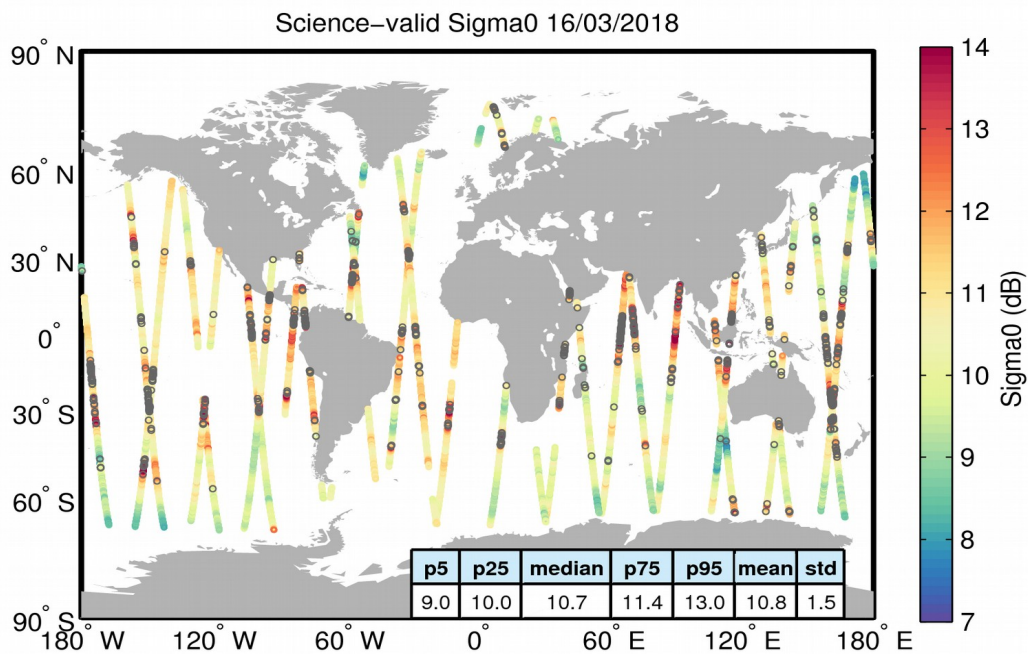 Science−valid Sigma0 16/03/2018
90° N
60° N
30° N
0°
30° S
60° S
90° S
180° W
120° W
60° W
0°
60° E
120° E
180° E
p5 p25 median p75 p95 mean std
9.0 10.0 10.7 11.4 13.0 10.8 1.5
14
13
12
11
10
9
8
7
Sigma0 (dB)